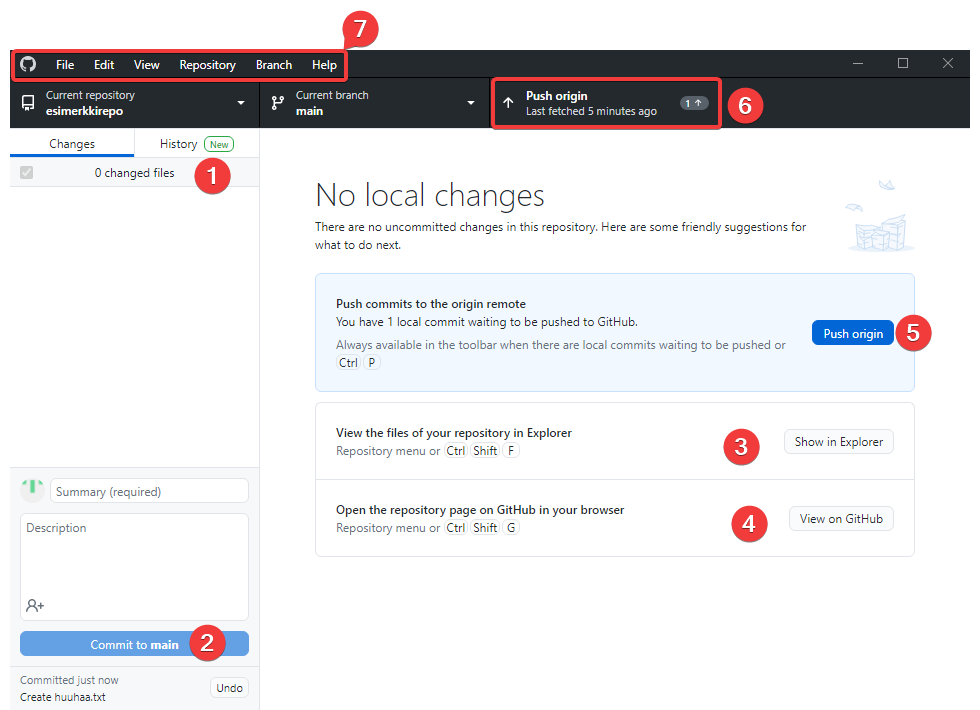 7
File Edit View Repository Branch Help
Current repository
esimerkkirepo
Current branch
main
Push origin
Last fetched 5 minutes ago
1
6
Changes
History New
0 changed files
1
No local changes
There are no uncommitted changes in this repository. Here are some friendly suggestions for
what to do next.
Push commits to the origin remote
You have 1 local commit waiting to be pushed to GitHub.
Always available in the toolbar when there are local commits waiting to be pushed or
Ctrl P
Push origin
5
View the files of your repository in Explorer
Repository menu or Ctrl Shift F
3
Show in Explorer
Open the repository page on GitHub in your browser
Repository menu or Ctrl Shift G
4
View on GitHub
Summary (required)
Description
Commit to main
2
Committed just now
Create huuhaa.txt
Undo